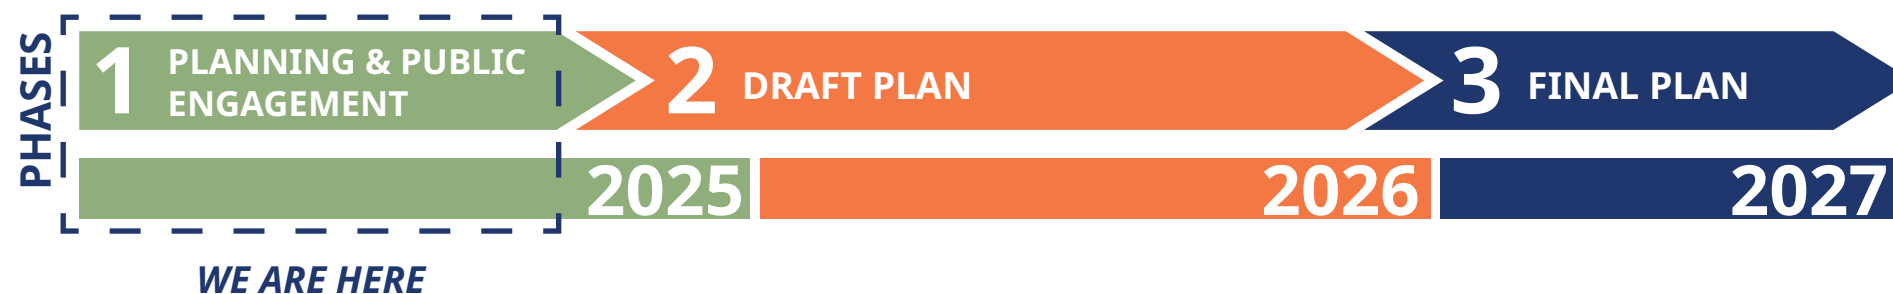 PHASES
1
PLANNING & PUBLIC
ENGAGEMENT
2
DRAFT PLAN
3
FINAL PLAN
2025
2026
2027
WE ARE HERE